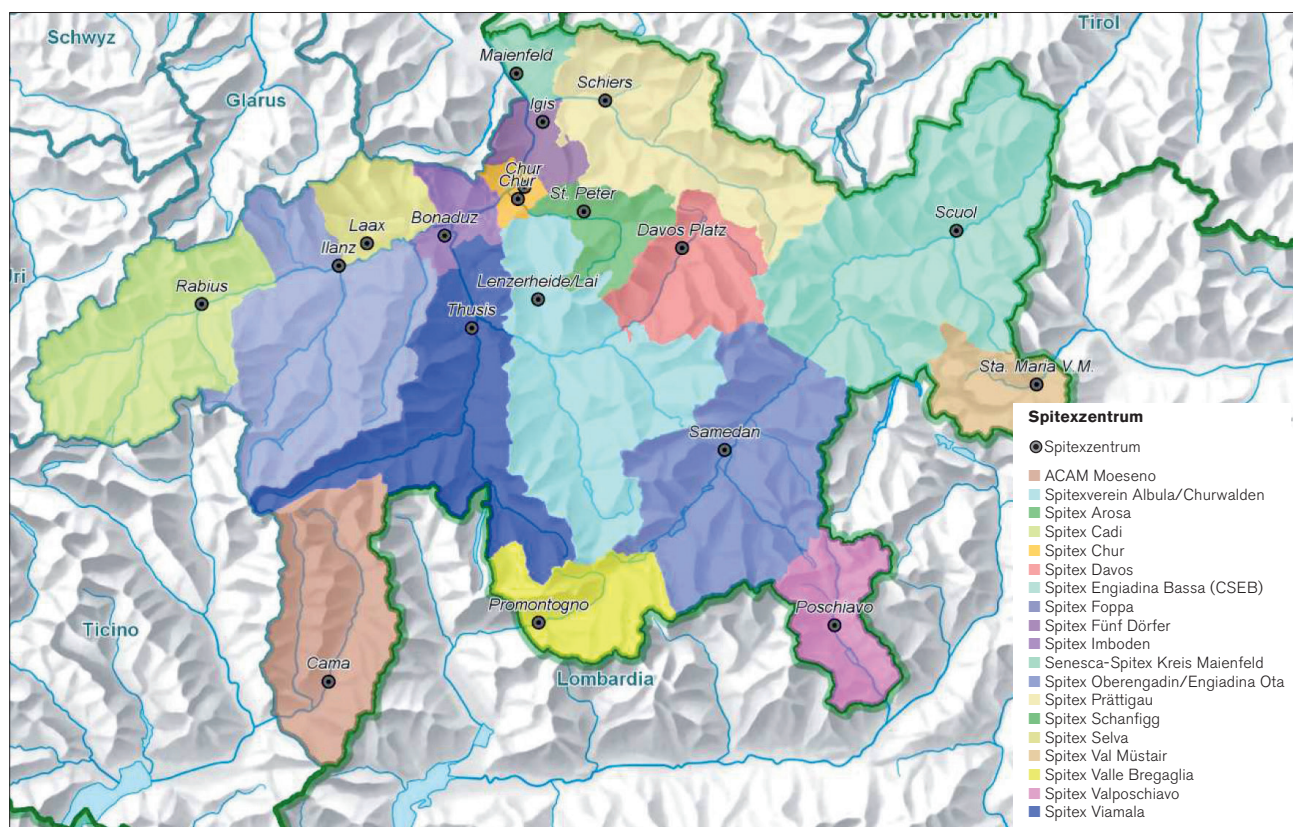 Österreich
Tirol
Schwyz
Maienfeld
Schiers
Glarus
Igis
Chur
Chur
St. Peter
Scuol
Laax
Bonaduz
Davos Platz
Ilanz
Rabius
Lenzerheide/Lai
Thusis
Sta. Maria V.M.
Samedan
Promontogno
Poschiavo
Ticino
Cama
Lombardia
Spitexzentrum
Spitexzentrum
ACAM Moeseno
Spitexverein Albula/Churwalden
Spitex Arosa
Spitex Cadi
Spitex Chur
Spitex Davos
Spitex Engiadina Bassa (CSEB)
Spitex Foppa
Spitex Fünf Dörfer
Spitex Imboden
Senesca-Spitex Kreis Maienfeld
Spitex Oberengadin/Engiadina Ota
Spitex Prättigau
Spitex Schanfigg
Spitex Selva
Spitex Val Müstair
Spitex Valle Bregaglia
Spitex Valposchiavo
Spitex Viamala